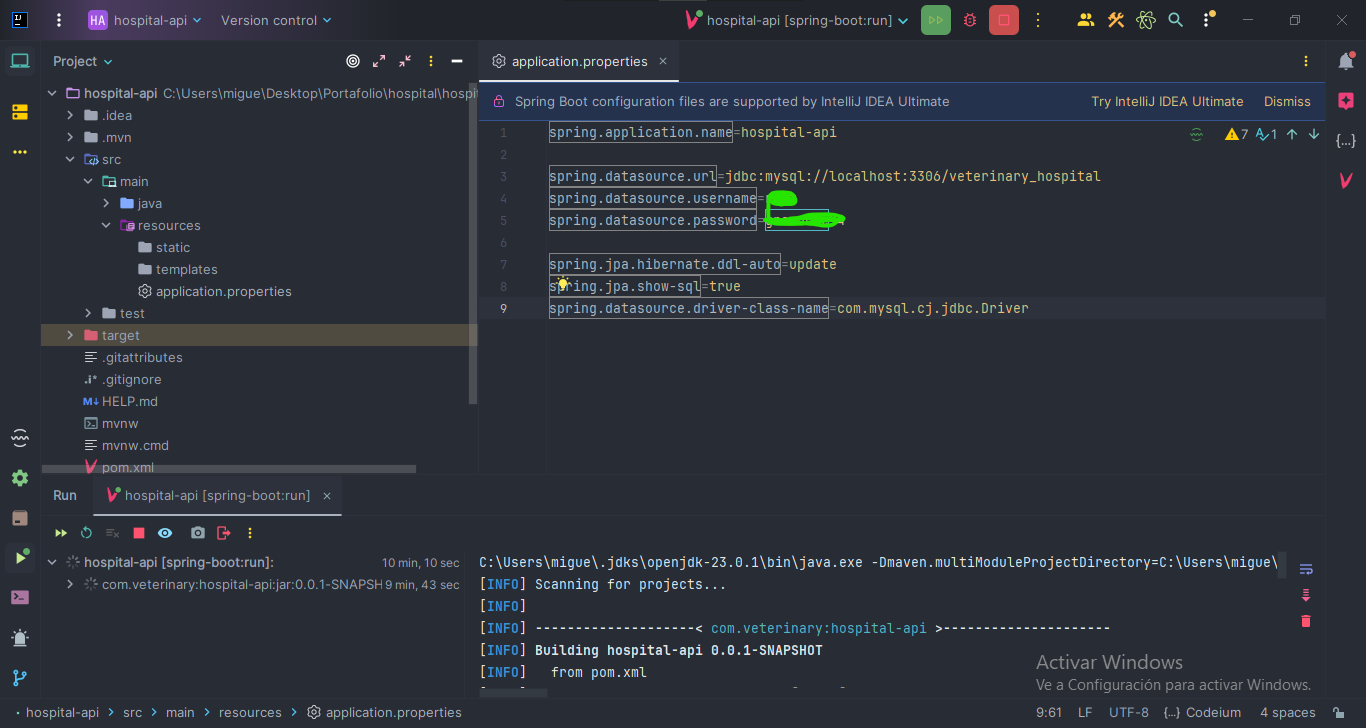 HA hospital-api Version control hospital-api [spring-boot:run]
Project
application.properties
hospital-api C:\Users\migue\Desktop\Portafolio\hospital\hospi
Spring Boot configuration files are supported by IntelliJ IDEA Ultimate Try IntelliJ IDEA Ultimate Dismiss
.idea
.mvn
src
main
java
resources
static
templates
application.properties
test
target
.gitattributes
.gitignore
M↓ HELP.md
mvnw
mvnw.cmd
pom.xml
1 spring.application.name=hospital-api
7 1
2
3 spring.datasource.url=jdbc:mysql://localhost:3306/veterinary_hospital
4 spring.datasource.username=
5 spring.datasource.password=
6
7 spring.jpa.hibernate.ddl-auto=update
8 spring.jpa.show-sql=true
9 spring.datasource.driver-class-name=com.mysql.cj.jdbc.Driver
Run hospital-api [spring-boot:run]
hospital-api [spring-boot:run]: 10 min, 10 sec
com.veterinary:hospital-api:jar:0.0.1-SNAPSH 9 min, 43 sec
C:\Users\migue\.jdks\openjdk-23.0.1\bin\java.exe -Dmaven.multiModuleProjectDirectory=C:\Users\migue\
[INFO] Scanning for projects...
[INFO]
[INFO] --------------------< com.veterinary:hospital-api >---------------------
[INFO] Building hospital-api 0.0.1-SNAPSHOT
[INFO]   from pom.xml
Activar Windows
Ve a Configuración para activar Windows.
hospital-api > src > main > resources > application.properties
9:61 LF UTF-8 {...} Codeium 4 spaces